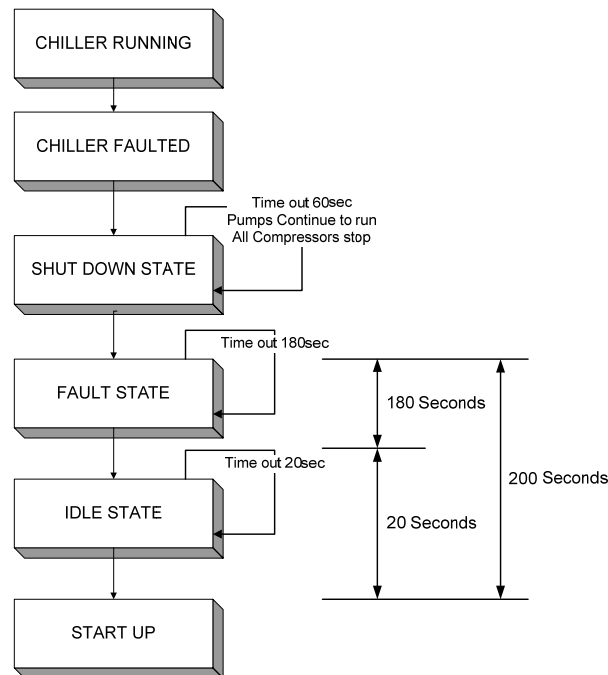 CHILLER RUNNING
CHILLER FAULTED
Time out 60sec
Pumps Continue to run
All Compressors stop
SHUT DOWN STATE
Time out 180sec
FAULT STATE
180 Seconds
Time out 20sec
200 Seconds
IDLE STATE
20 Seconds
START UP